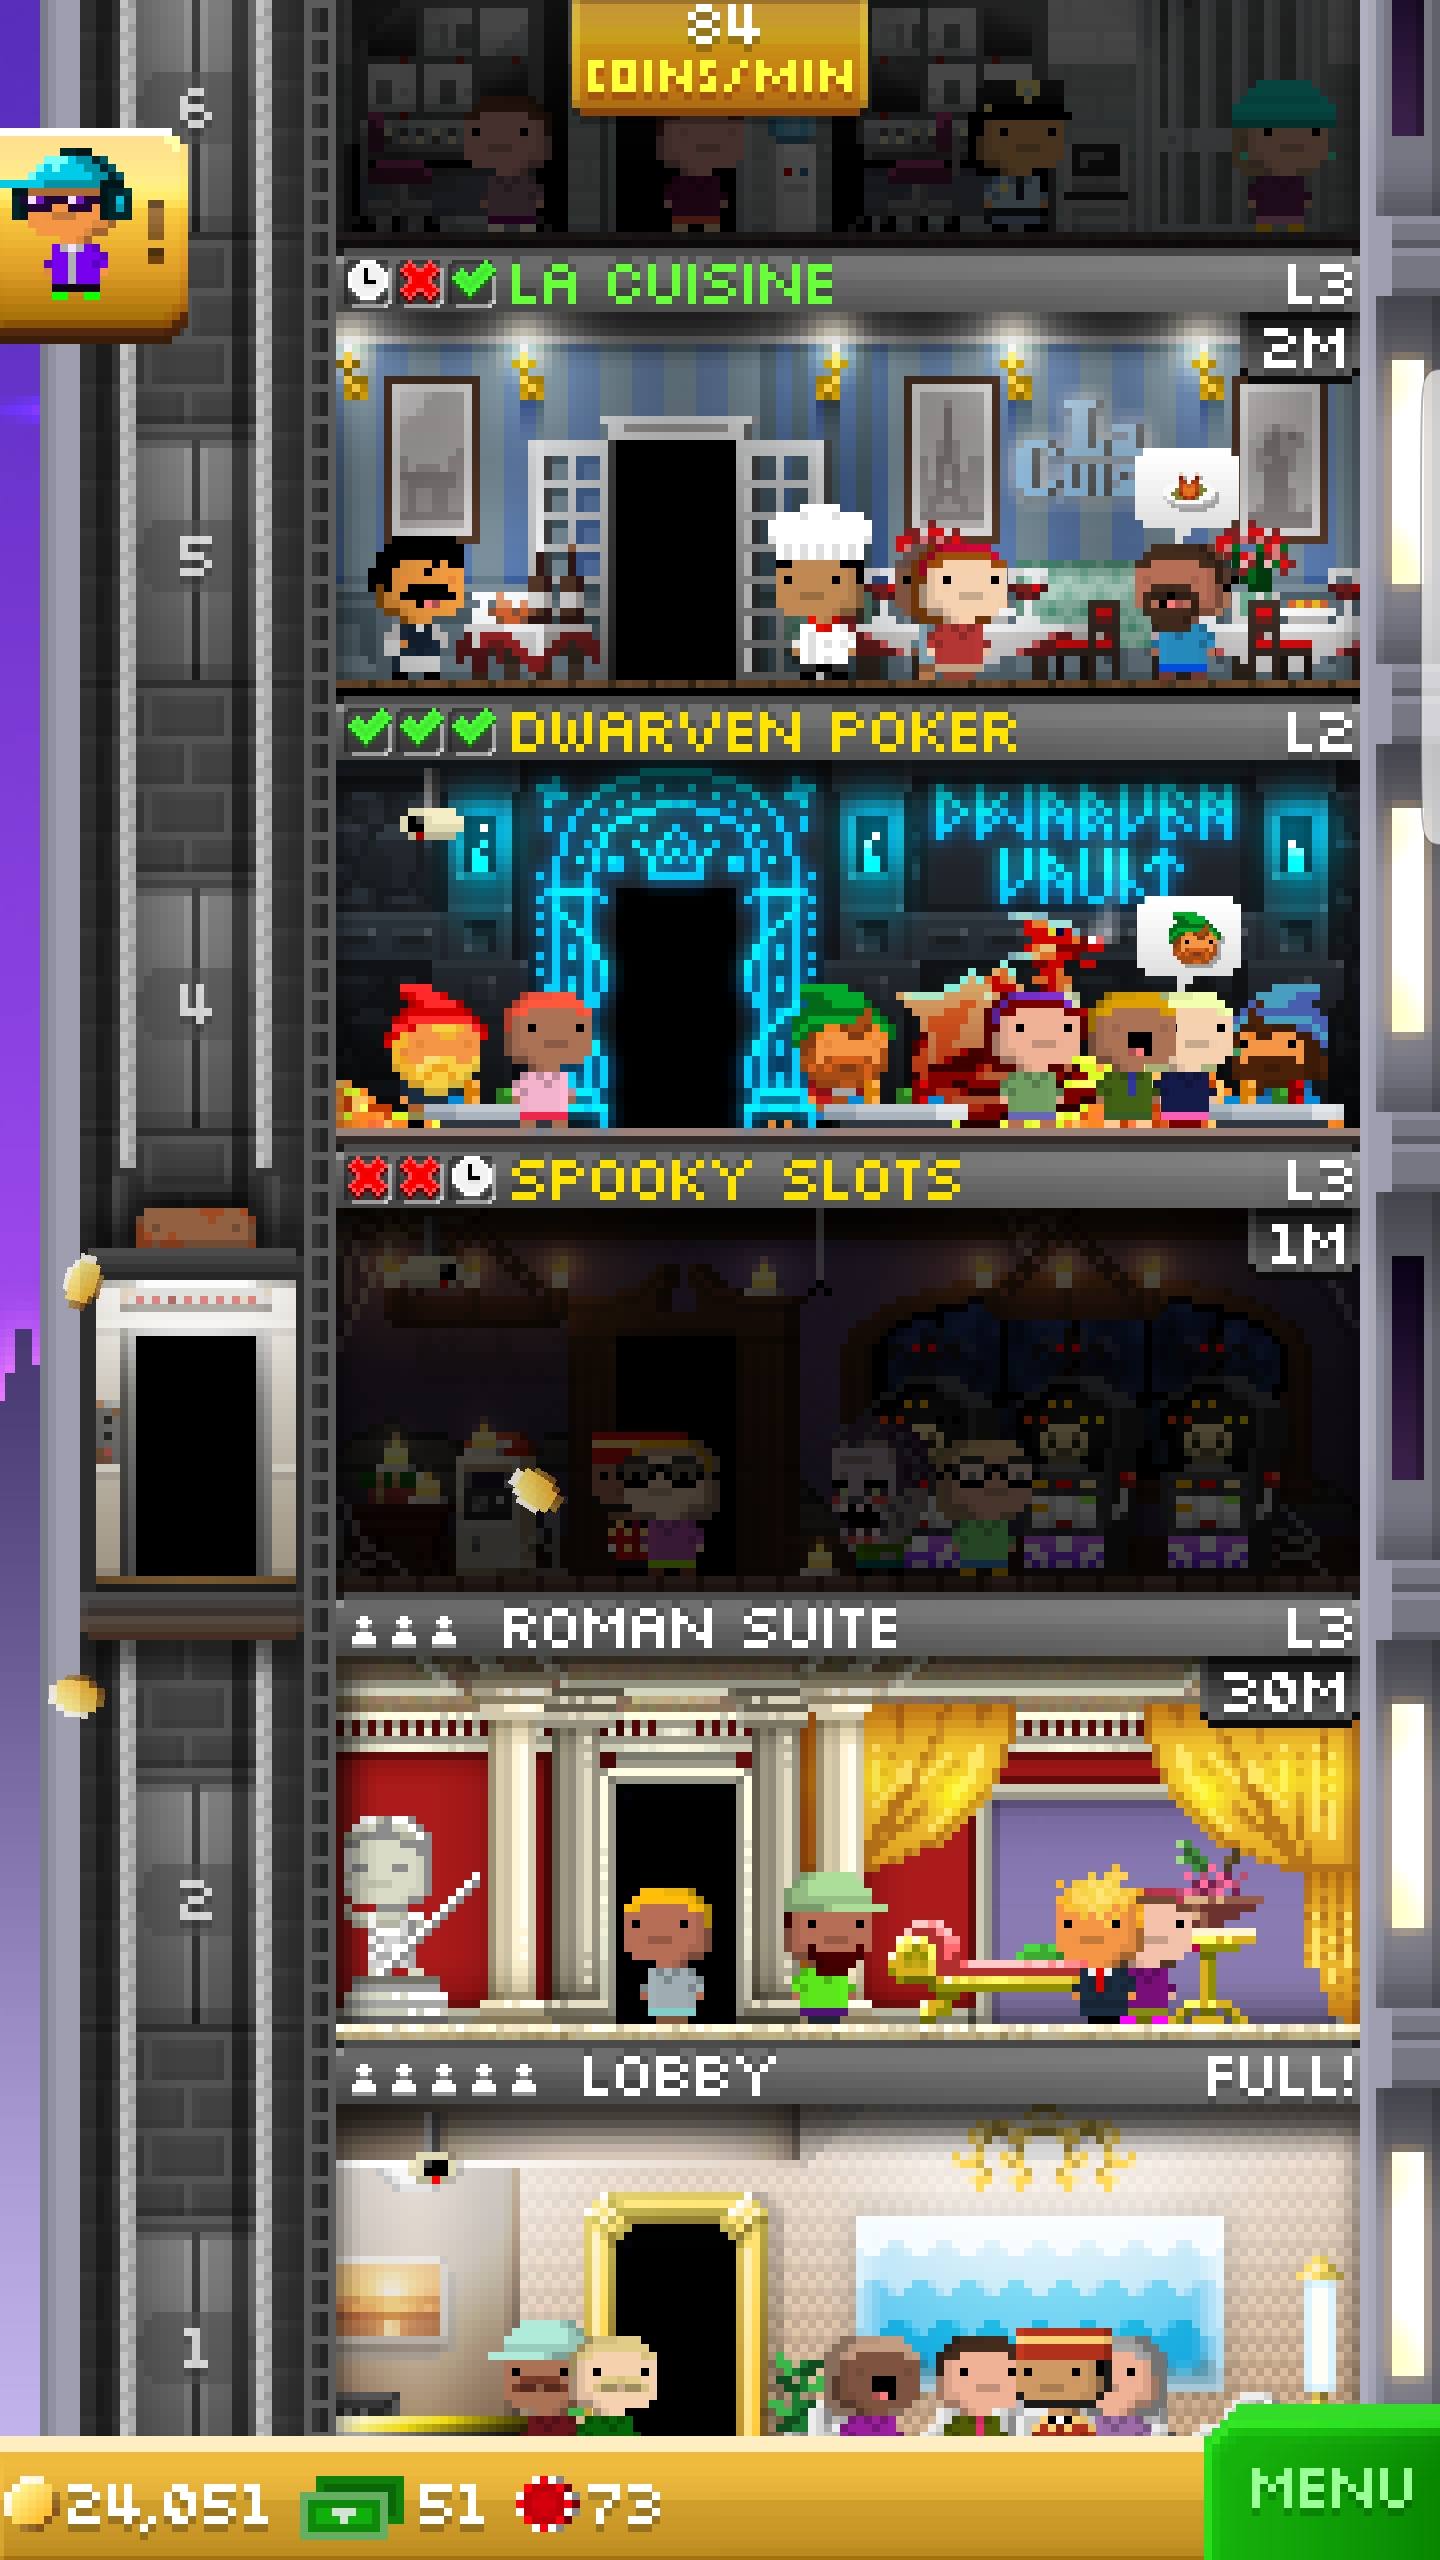 84
COINS/MIN
6
LA CUISINE L3
2M
La
5
DWARVEN POKER L2
DWARVEN
VAULT
4
SPOOKY SLOTS L3
1M
ROMAN SUITE L3
30M
2
LOBBY FULL!
1
24,051 51 73
MENU